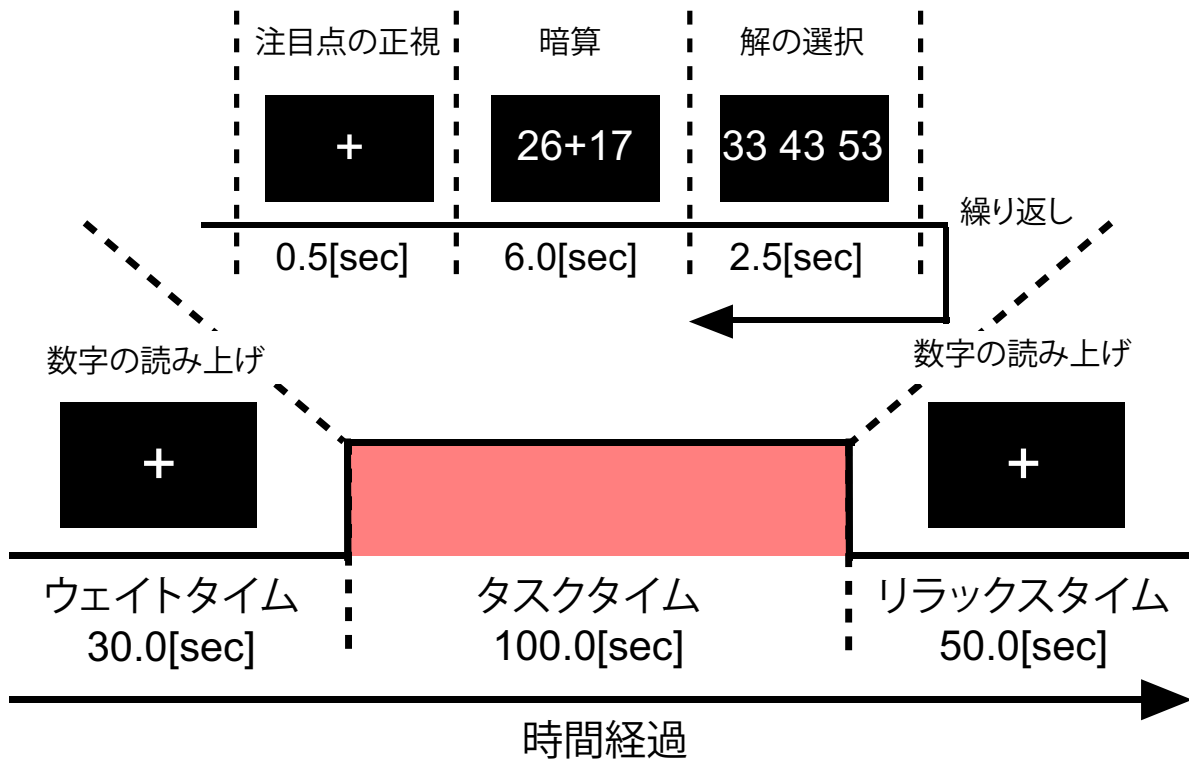 注目点の正視 暗算 解の選択
+ 26+17 33 43 53
繰り返し
0.5[sec] 6.0[sec] 2.5[sec]
数字の読み上げ 数字の読み上げ
+ +
ウェイトタイム タスクタイム リラックスタイム
30.0[sec] 100.0[sec] 50.0[sec]
時間経過